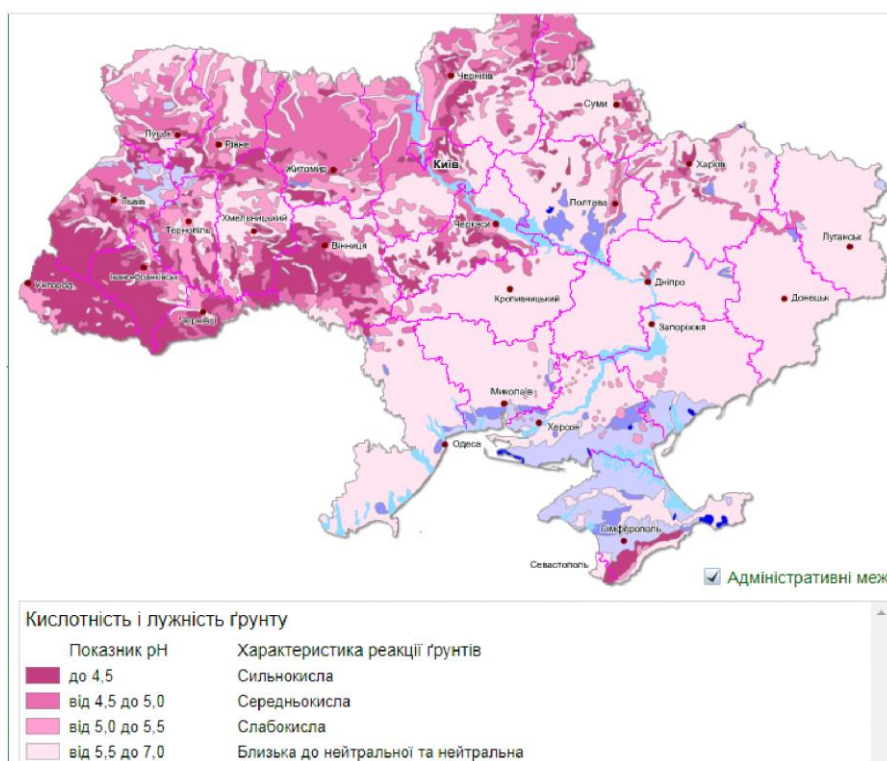 Чернігів
Суми
Луцьк
Рівне
Київ
Харків
Житомир
Львів
Полтава
Хмельницький
Тернопіль
Черкаси
Вінниця
Луганськ
Івано-Франківськ
Ужгород
Дніпро
Кропивницький
Донецьк
Чернівці
Запоріжжя
Миколаїв
Херсон
Одеса
Сімферополь
Севастополь
Адміністративні меж
Кислотність і лужність ґрунту
Показник pH Характеристика реакції ґрунтів
до 4,5 Сильнокисла
від 4,5 до 5,0 Середньокисла
від 5,0 до 5,5 Слабокисла
від 5,5 до 7,0 Близька до нейтральної та нейтральна